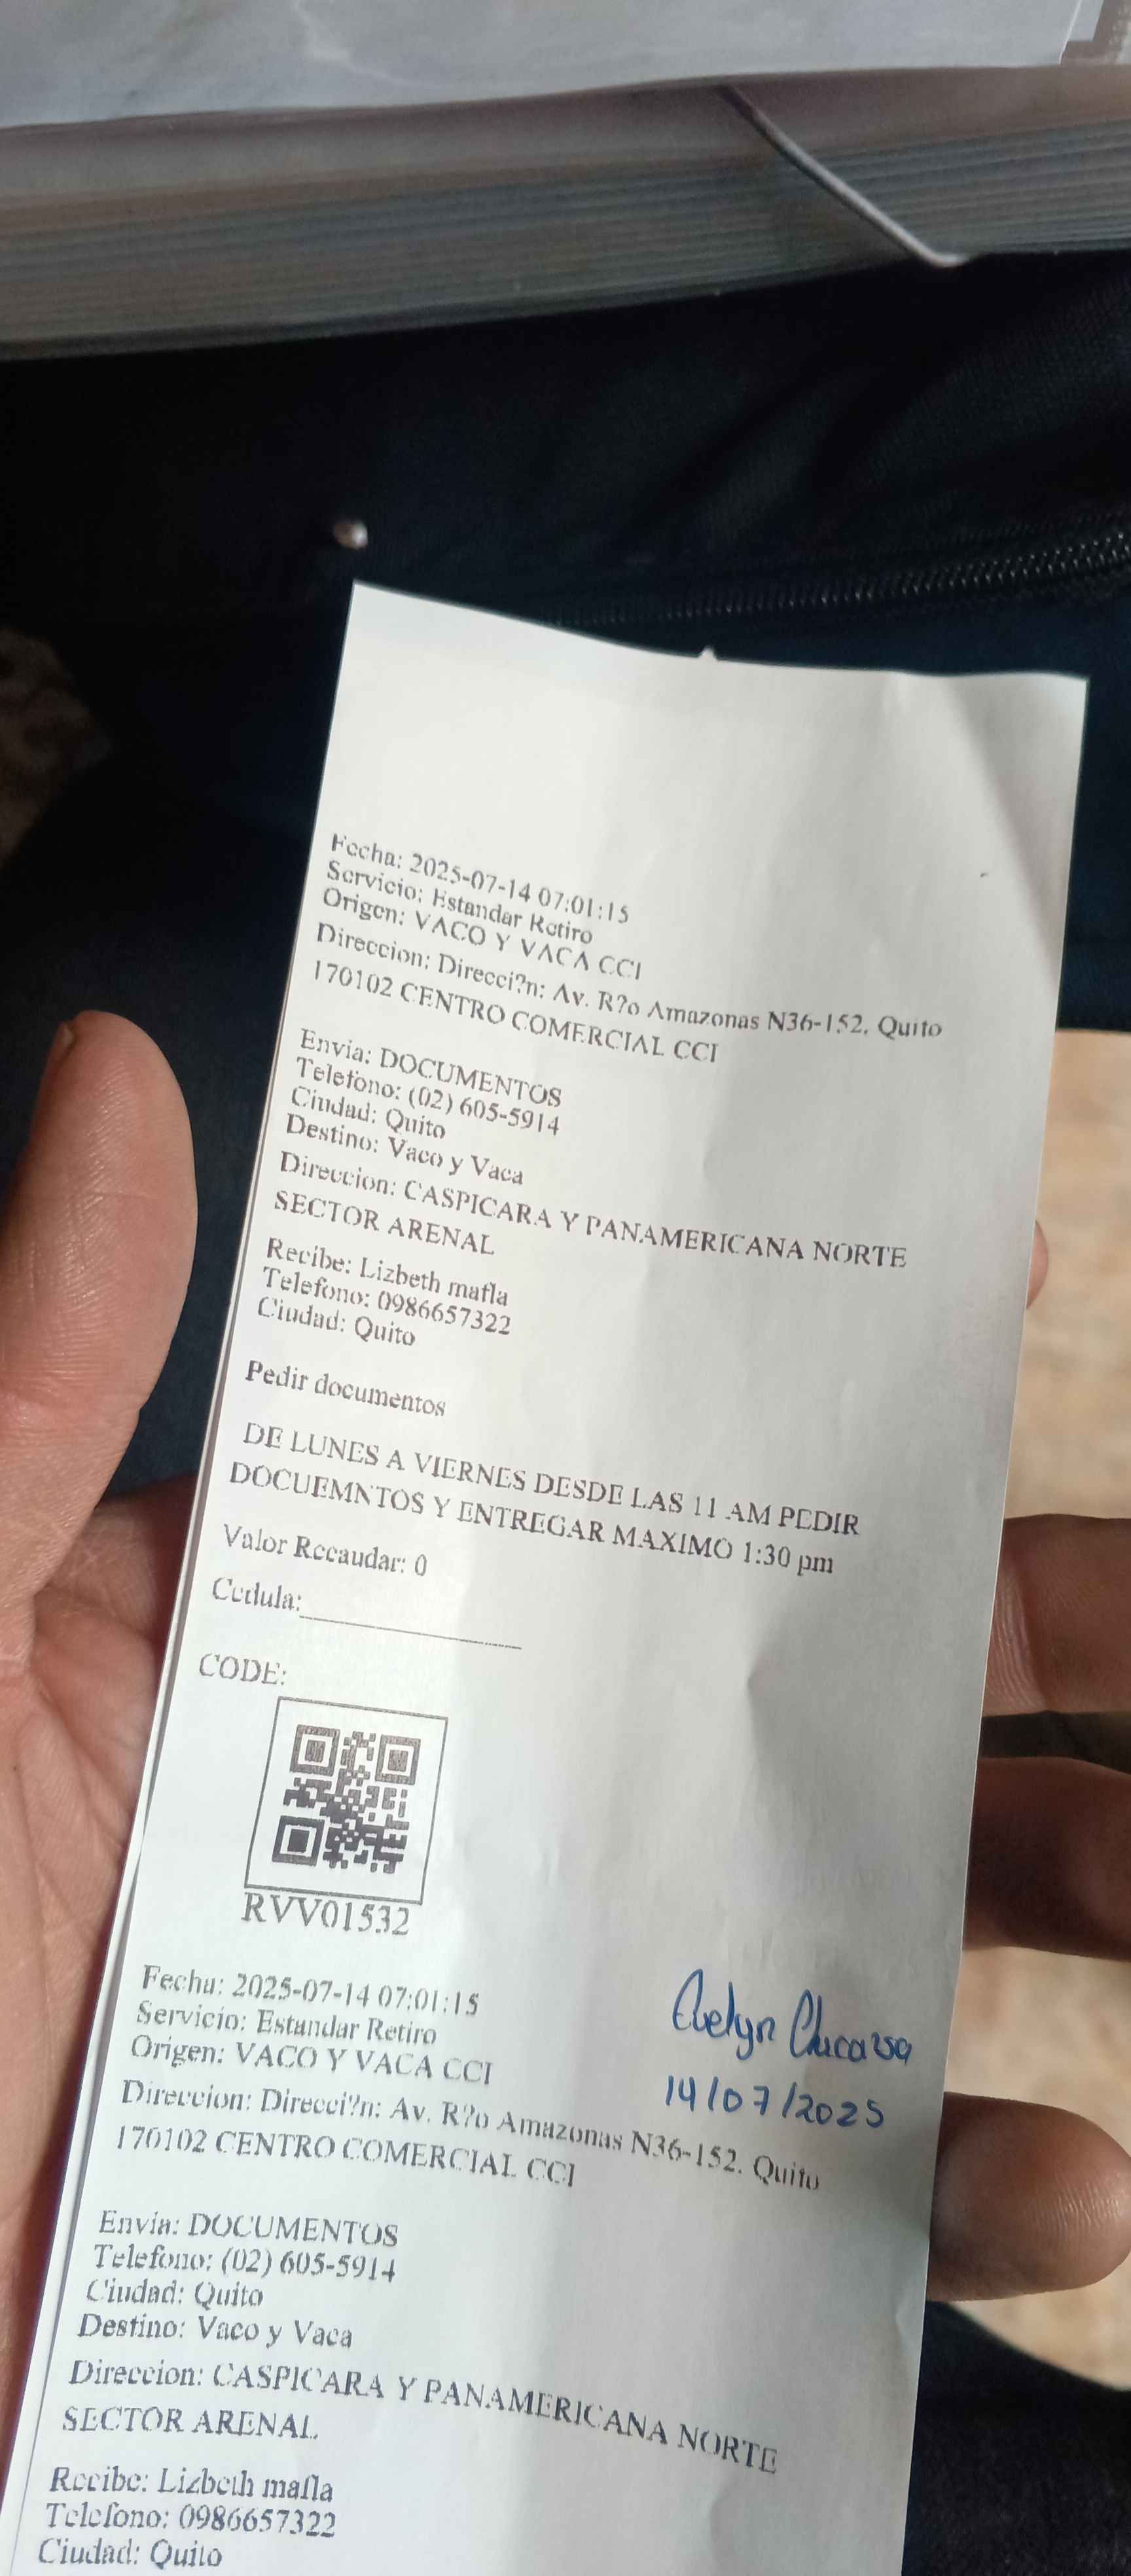 Fecha: 2025-07-14 07:01:15
Servicio: Estandar Retiro
Origen: VACO Y VACA CCI
Direccion: Direcci?n: Av. R?o Amazonas N36-152, Quito
170102 CENTRO COMERCIAL CCI
Envia: DOCUMENTOS
Telefono: (02) 605-5914
Ciudad: Quito
Destino: Vaco y Vaca
Direccion: CASPICARA Y PANAMERICANA NORTE
SECTOR ARENAL
Recibe: Lizbeth mafla
Telefono: 0986657322
Ciudad: Quito
Pedir documentos
DE LUNES A VIERNES DESDE LAS 11 AM PEDIR
DOCUEMNTOS Y ENTREGAR MAXIMO 1:30 pm
Valor Recaudar: 0
Cedula:
CODE:
RVV01532
Fecha: 2025-07-14 07:01:15
Servicio: Estandar Retiro
Origen: VACO Y VACA CCI
Direccion: Direcci?n: Av. R?o Amazonas N36-152, Quito
170102 CENTRO COMERCIAL CCI
Evelyn
14/07/2025
Envia: DOCUMENTOS
Telefono: (02) 605-5914
Ciudad: Quito
Destino: Vaco y Vaca
Direccion: CASPICARA Y PANAMERICANA NORTE
SECTOR ARENAL
Recibe: Lizbeth mafla
Telefono: 0986657322
Ciudad: Quito